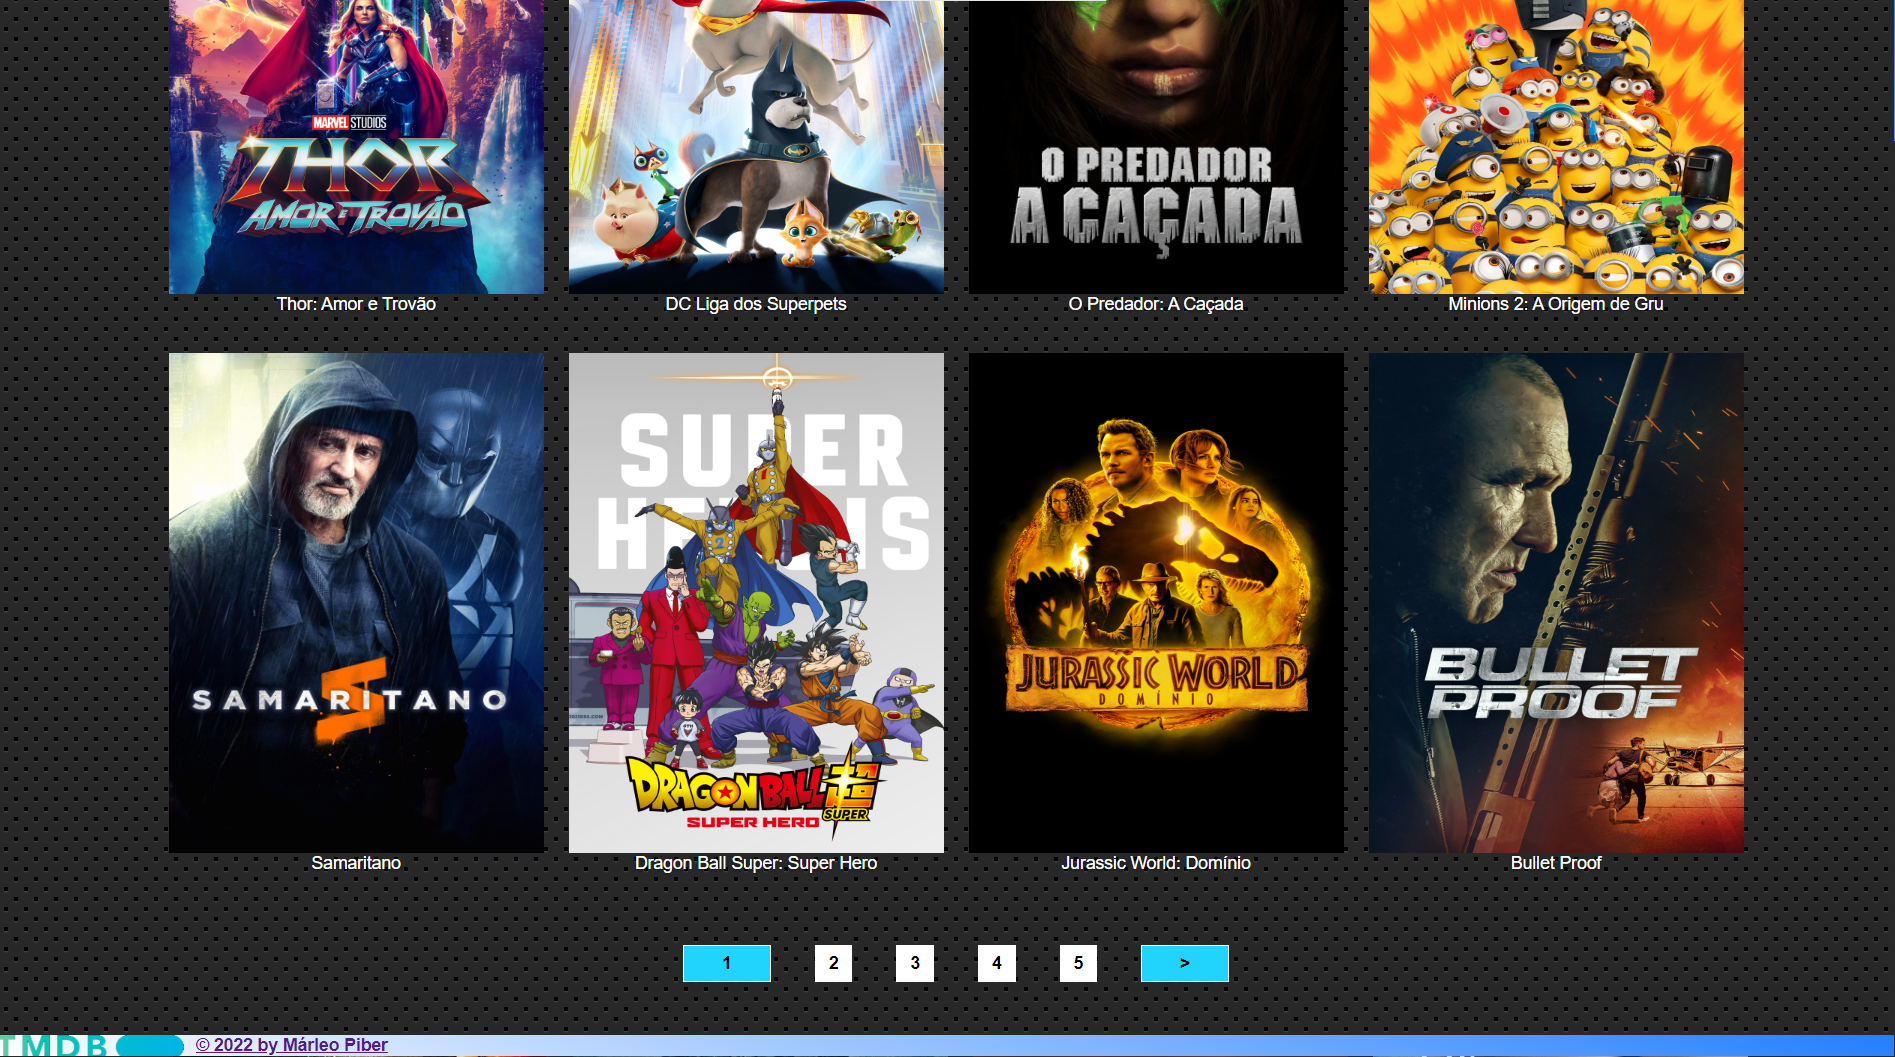 MARVEL STUDIOS
THOR
AMOR E TROVÃO
O PREDADOR
A CAÇADA
Thor: Amor e Trovão
DC Liga dos Superpets
O Predador: A Caçada
Minions 2: A Origem de Gru
SAMARITANO
SUPER
DRAGON BALL
SUPER
SUPER HERO
JURASSIC WORLD
DOMÍNIO
BULLET
PROOF
Samaritano
Dragon Ball Super: Super Hero
Jurassic World: Domínio
Bullet Proof
1 2 3 4 5 >
TMDB © 2022 by Márleo Piber